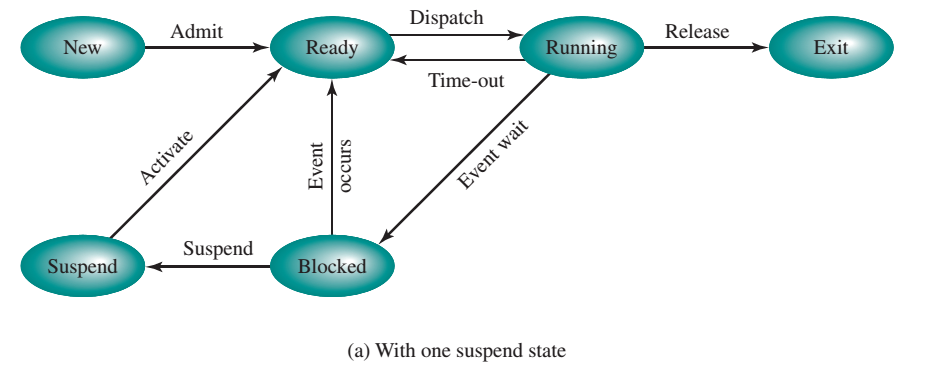 Dispatch
Admit
Release
New
Ready
Running
Exit
Time-out
Activate
Event
occurs
Event wait
Suspend
Suspend
Blocked
(a) With one suspend state